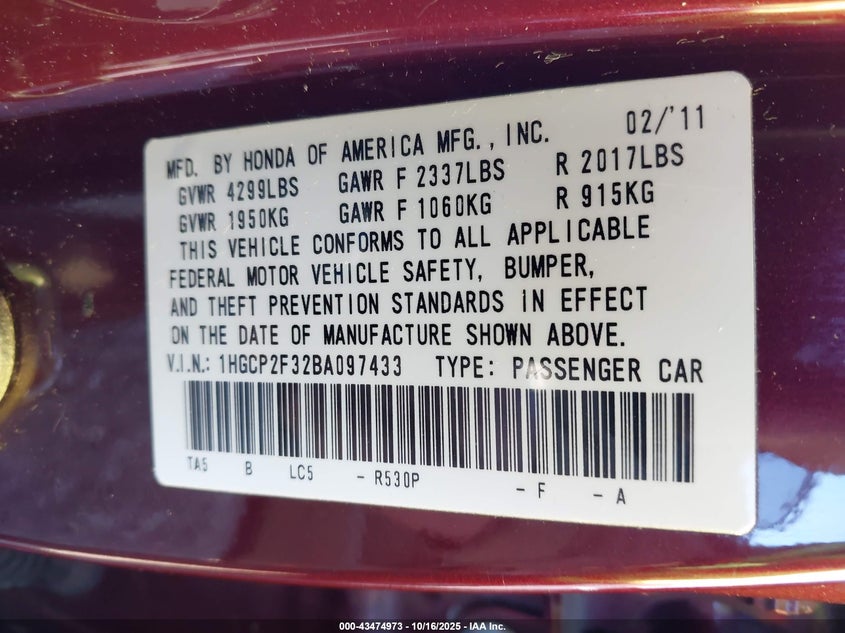 MFD. BY HONDA OF AMERICA MFG., INC. 02/'11
GVWR 4299LBS GAWR F 2337LBS R 2017LBS
GVWR 1950KG GAWR F 1060KG R 915KG
THIS VEHICLE CONFORMS TO ALL APPLICABLE
FEDERAL MOTOR VEHICLE SAFETY, BUMPER,
AND THEFT PREVENTION STANDARDS IN EFFECT
ON THE DATE OF MANUFACTURE SHOWN ABOVE.
V.I.N.: 1HGCP2F32BA097433 TYPE: PASSENGER CAR
TA5 B LC5 - R530P - F - A
000-43474973 | 10/16/2025 | IAA Inc.